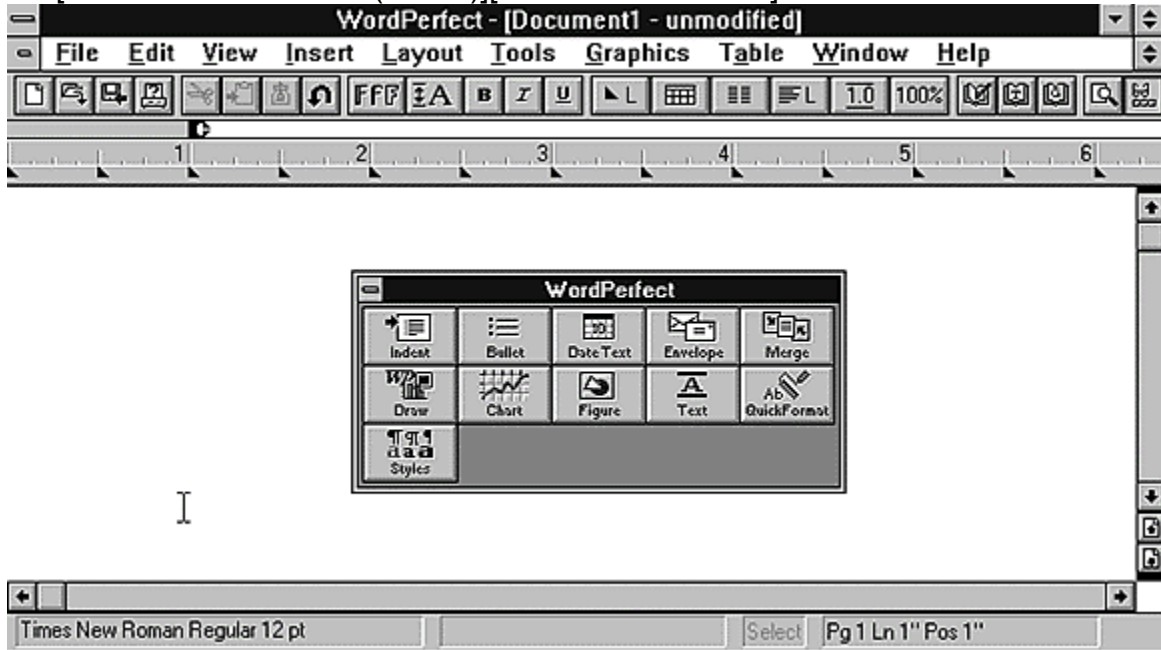 WordPerfect - [Document1 - unmodified]
File Edit View Insert Layout Tools Graphics Table Window Help
FFF A B I U L L 1.0 100%
1 2 3 4 5 6
WordPerfect
Indent Bullet Date Text Envelope Merge
Draw Chart Figure Text QuickFormat
Styles
Times New Roman Regular 12 pt Select Pg 1 Ln 1" Pos 1"